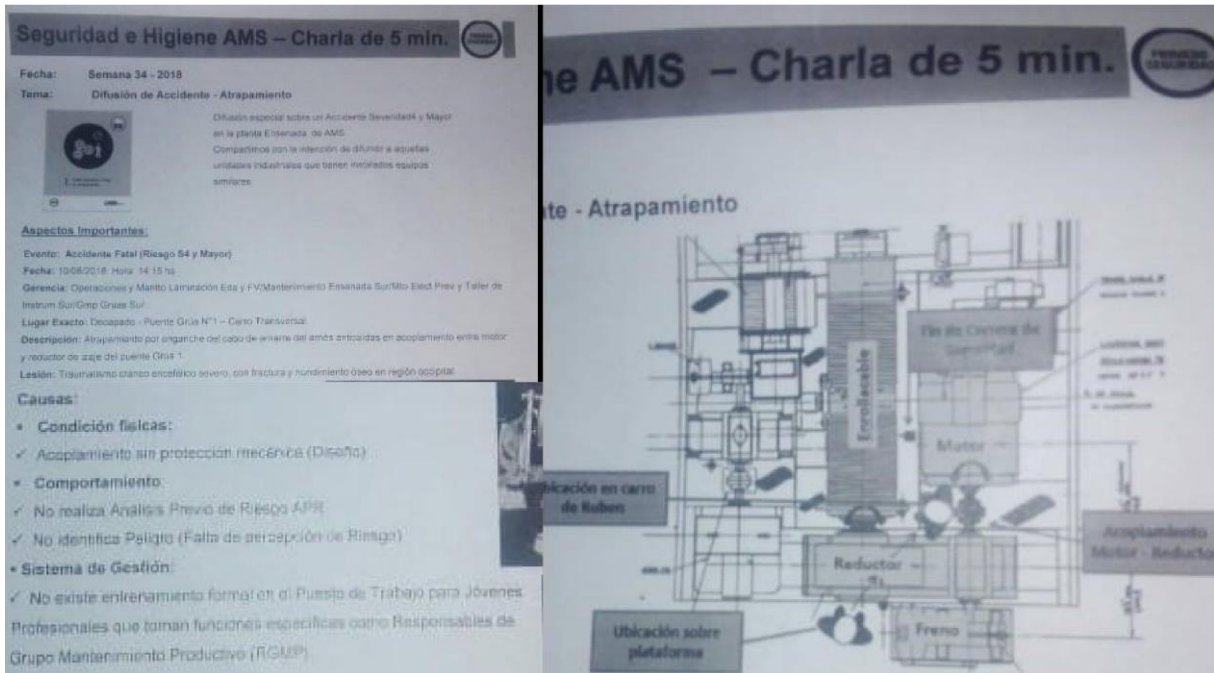 Seguridad e Higiene AMS – Charla de 5 min.
Fecha: Semana 34 - 2018
Tema: Difusión de Accidente - Atrapamiento
Difusión especial sobre un Accidente Severidad4 y Mayor
en la planta Ensenada de AMS.
Compartimos con la intención de difundir a aquellas
unidades industriales que tienen equipos
similares.
Aspectos Importantes:
Evento: Accidente Fatal (Riesgo S4 y Mayor)
Fecha: 10/08/2018 Hora: 14:15 hs
Gerencia: Operaciones y Mantto Laminación Eda y FV/Mantenimiento Ensenada Sur/Mto Elect Prev y Taller de
Instrum Sur/Gmp Gruas Sur
Lugar Exacto: Decapado - Puente Grúa N°1 – Carro Transversal
Descripción: Atrapamiento por enganche del cabo de amarre del arnés anticaídas en acoplamiento entre motor
y reductor de izaje del puente Grúa 1.
Lesión: Traumatismo cráneo encefálico severo, con fractura y hundimiento óseo en región occipital.
Causas:
• Condición físicas:
✓ Acoplamiento sin protección mecánica (Diseño)
• Comportamiento:
✓ No realiza Análisis Previo de Riesgo APR
✓ No identifica Peligro (Falta de percepción de Riesgo)
• Sistema de Gestión:
✓ No existe entrenamiento formal en el Puesto de Trabajo para Jóvenes
Profesionales que toman funciones específicas como Responsables de
Grupo Mantenimiento Productivo (RGMP)
ne AMS – Charla de 5 min.
PRIMERO
SEGURIDAD
te - Atrapamiento
Fin de Carrera de
Enrollacable
Motor
bicación en carro
de Ruben
Acoplamiento
Motor - Reducto
Reductor
Ubicación sobre
plataforma
Freno